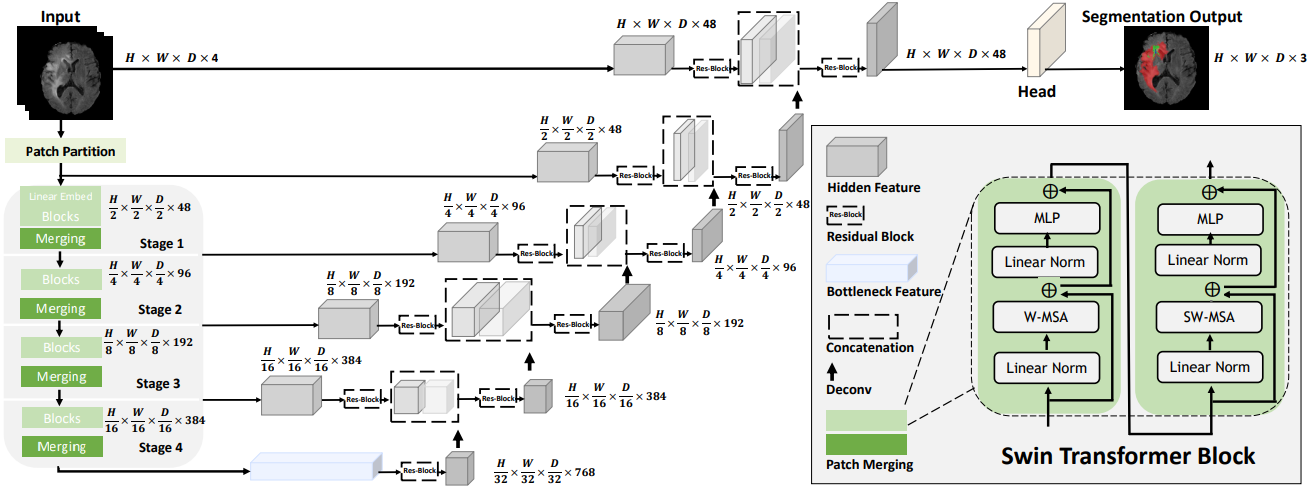 Input
H × W × D × 4
H × W × D × 48
Res-Block
Res-Block
H × W × D × 48
Head
Segmentation Output
H × W × D × 3
Patch Partition
H/2 × W/2 × D/2 × 48
Res-Block
Res-Block
H/2 × W/2 × D/2 × 48
Linear Embed
Blocks
H/2 × W/2 × D/2 × 48
Merging
Stage 1
H/4 × W/4 × D/4 × 96
Res-Block
Res-Block
H/4 × W/4 × D/4 × 96
Blocks
H/4 × W/4 × D/4 × 96
Merging
Stage 2
H/8 × W/8 × D/8 × 192
Res-Block
Res-Block
H/8 × W/8 × D/8 × 192
Blocks
H/8 × W/8 × D/8 × 192
Merging
Stage 3
H/16 × W/16 × D/16 × 384
Res-Block
Res-Block
H/16 × W/16 × D/16 × 384
Blocks
H/16 × W/16 × D/16 × 384
Merging
Stage 4
Res-Block
H/32 × W/32 × D/32 × 768
Hidden Feature
Res-Block
Residual Block
Bottleneck Feature
Concatenation
Deconv
Patch Merging
MLP
Linear Norm
W-MSA
Linear Norm
MLP
Linear Norm
SW-MSA
Linear Norm
Swin Transformer Block